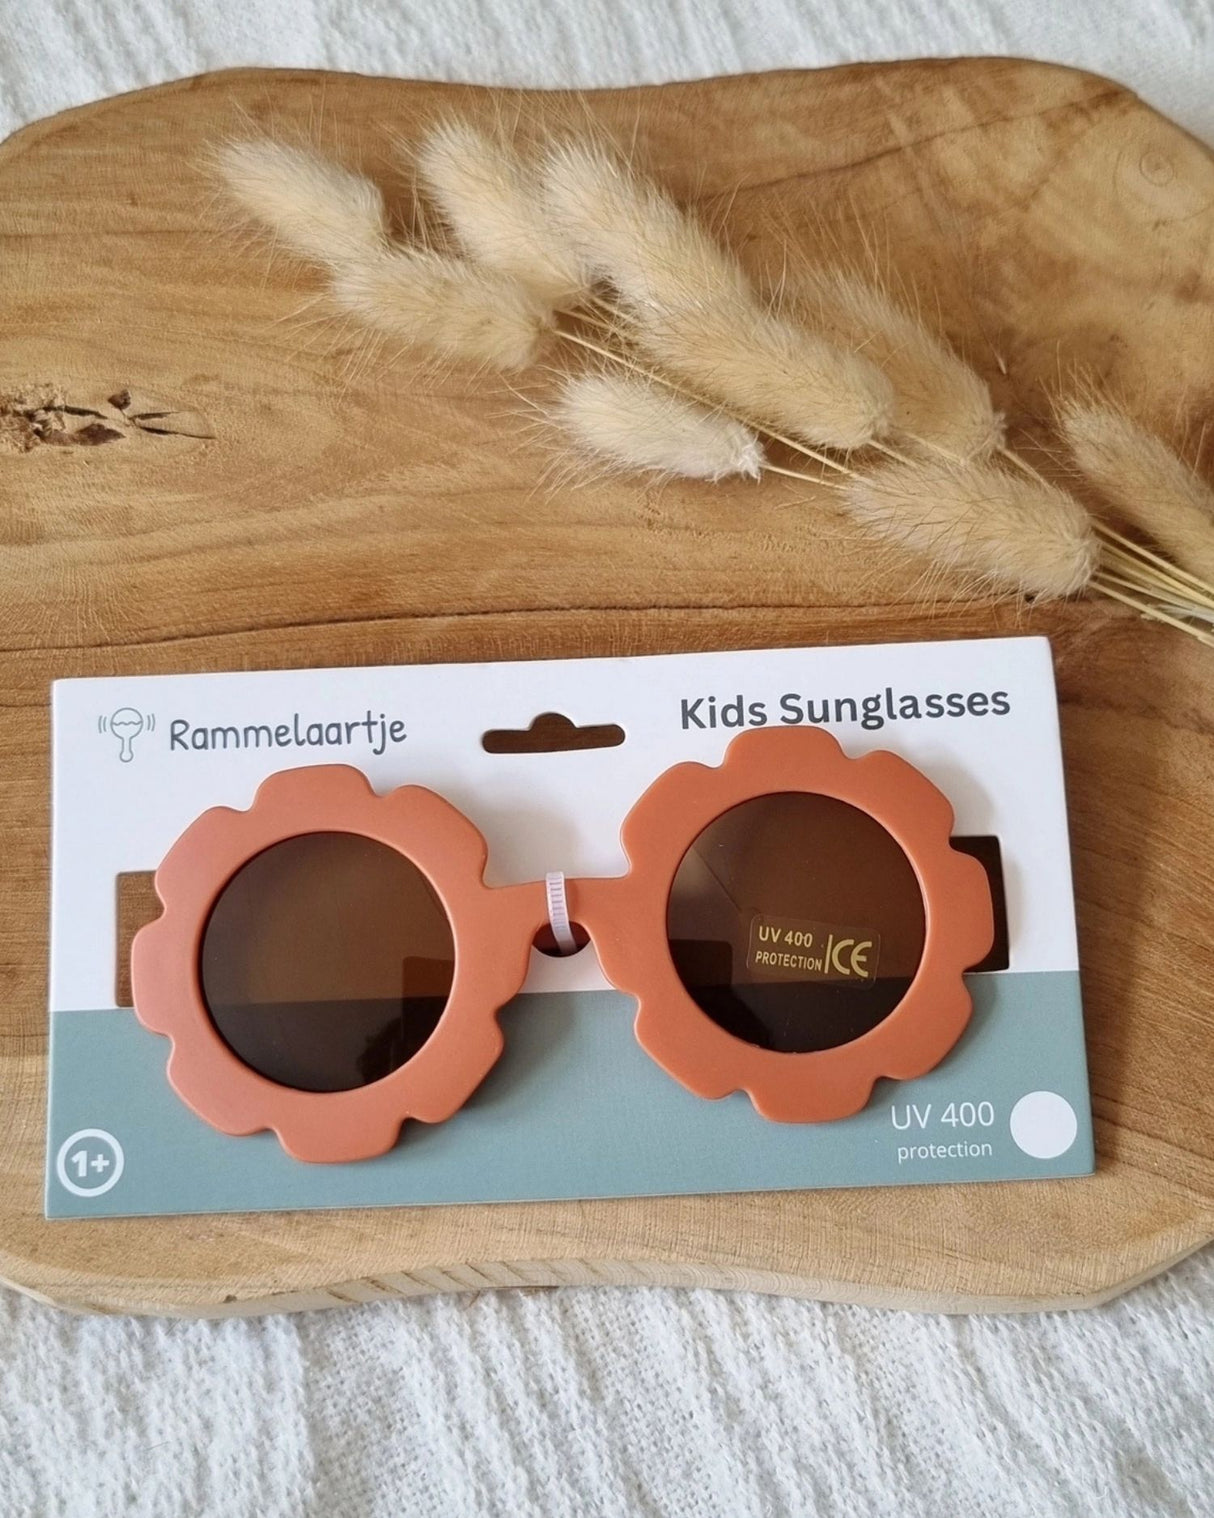 Rammelaartje
Kids Sunglasses
UV 400
PROTECTION
CE
1+
UV 400
protection